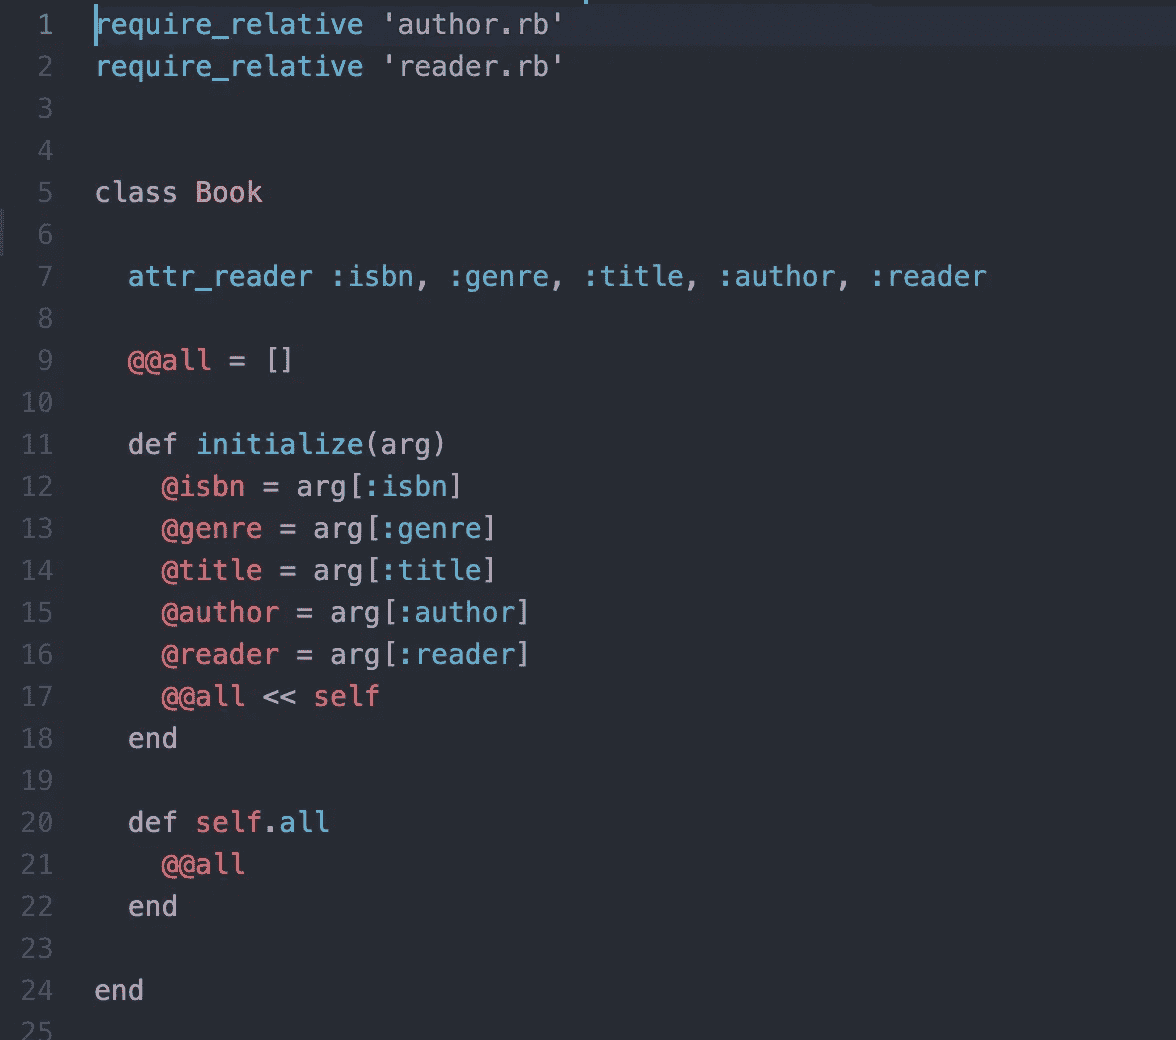 1 require_relative 'author.rb'
2 require_relative 'reader.rb'
3
4
5 class Book
6
7   attr_reader :isbn, :genre, :title, :author, :reader
8
9   @@all = []
10
11   def initialize(arg)
12     @isbn = arg[:isbn]
13     @genre = arg[:genre]
14     @title = arg[:title]
15     @author = arg[:author]
16     @reader = arg[:reader]
17     @@all << self
18   end
19
20   def self.all
21     @@all
22   end
23
24 end
25